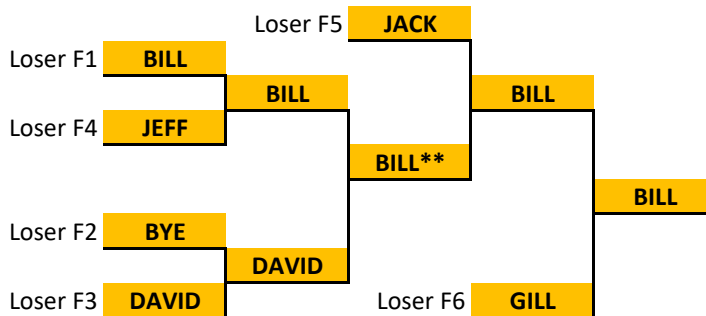 Loser F5 JACK
Loser F1 BILL
BILL BILL
Loser F4 JEFF
BILL**
BILL
Loser F2 BYE
DAVID
Loser F3 DAVID Loser F6 GILL